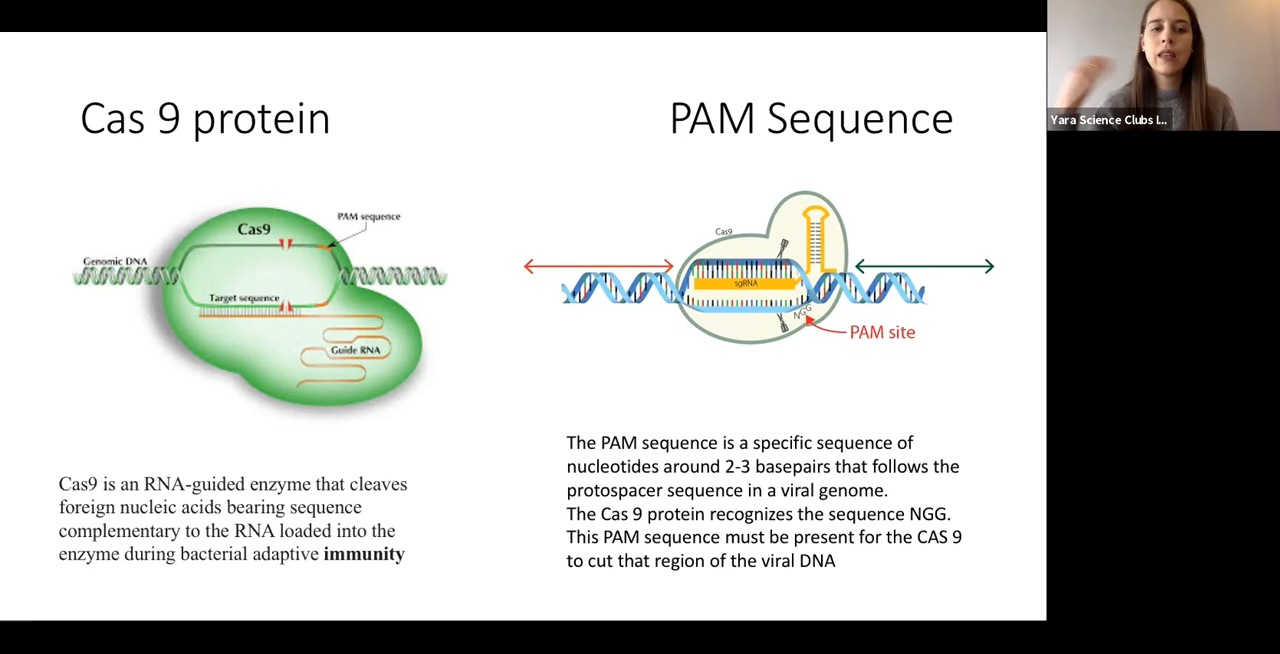 Cas 9 protein
Cas9
PAM sequence
Genomic DNA
Target sequence
Guide RNA
Cas9 is an RNA-guided enzyme that cleaves
foreign nucleic acids bearing sequence
complementary to the RNA loaded into the
enzyme during bacterial adaptive immunity
PAM Sequence
Cas9
sgRNA
NGG
PAM site
The PAM sequence is a specific sequence of
nucleotides around 2-3 basepairs that follows the
protospacer sequence in a viral genome.
The Cas 9 protein recognizes the sequence NGG.
This PAM sequence must be present for the CAS 9
to cut that region of the viral DNA
Yara Science Clubs I...